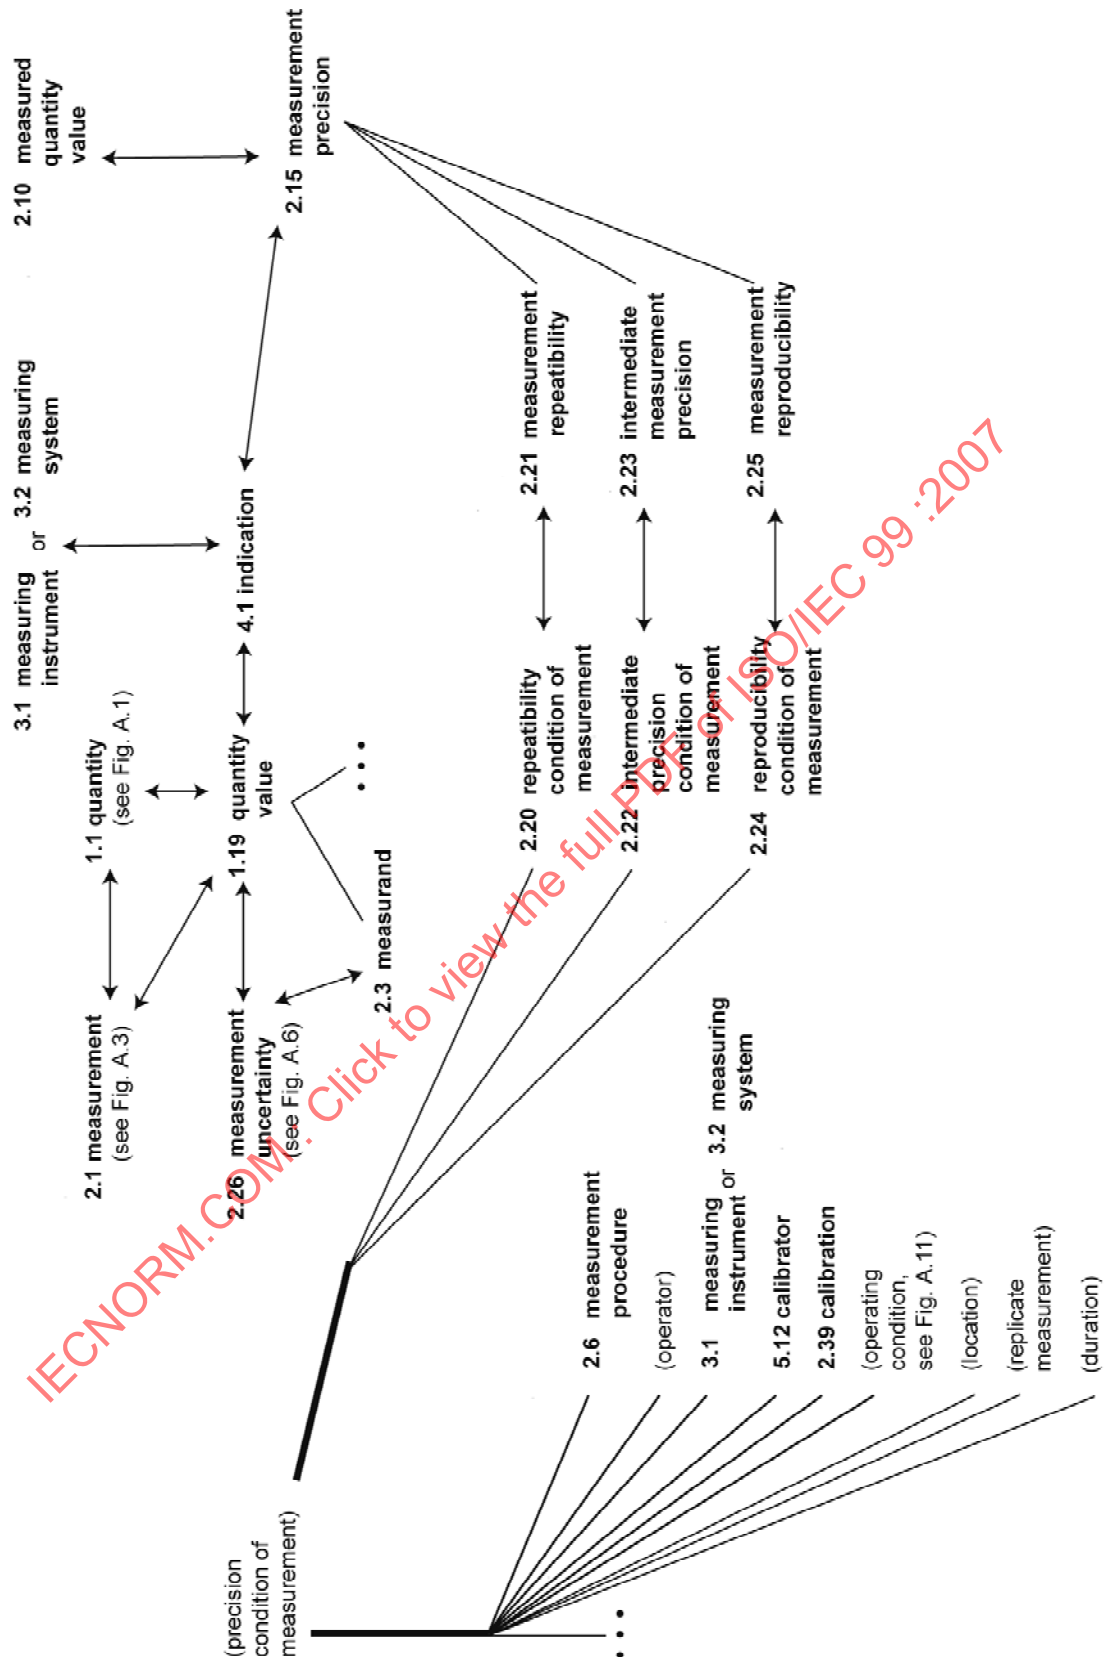 2.10 measured
quantity
value
2.15 measurement
precision
3.1 measuring
instrument
or
3.2 measuring
system
4.1 indication
1.1 quantity
(see Fig. A.1)
1.19 quantity
value
2.1 measurement
(see Fig. A.3)
2.26 measurement
uncertainty
(see Fig. A.6)
2.3 measurand
• • •
2.21 measurement
repeatibility
2.23 intermediate
measurement
precision
2.25 measurement
reproducibility
2.20 repeatibility
condition of
measurement
2.22 intermediate
precision
condition of
measurement
2.24 reproducibility
condition of
measurement
(precision
condition of
measurement)
2.6 measurement
procedure
(operator)
3.1 measuring
instrument
or
3.2 measuring
system
5.12 calibrator
2.39 calibration
(operating
condition,
see Fig. A.11)
(location)
(replicate
measurement)
(duration)
• • •
IECNORM.COM : Click to view the full PDF of ISO/IEC 99 :2007